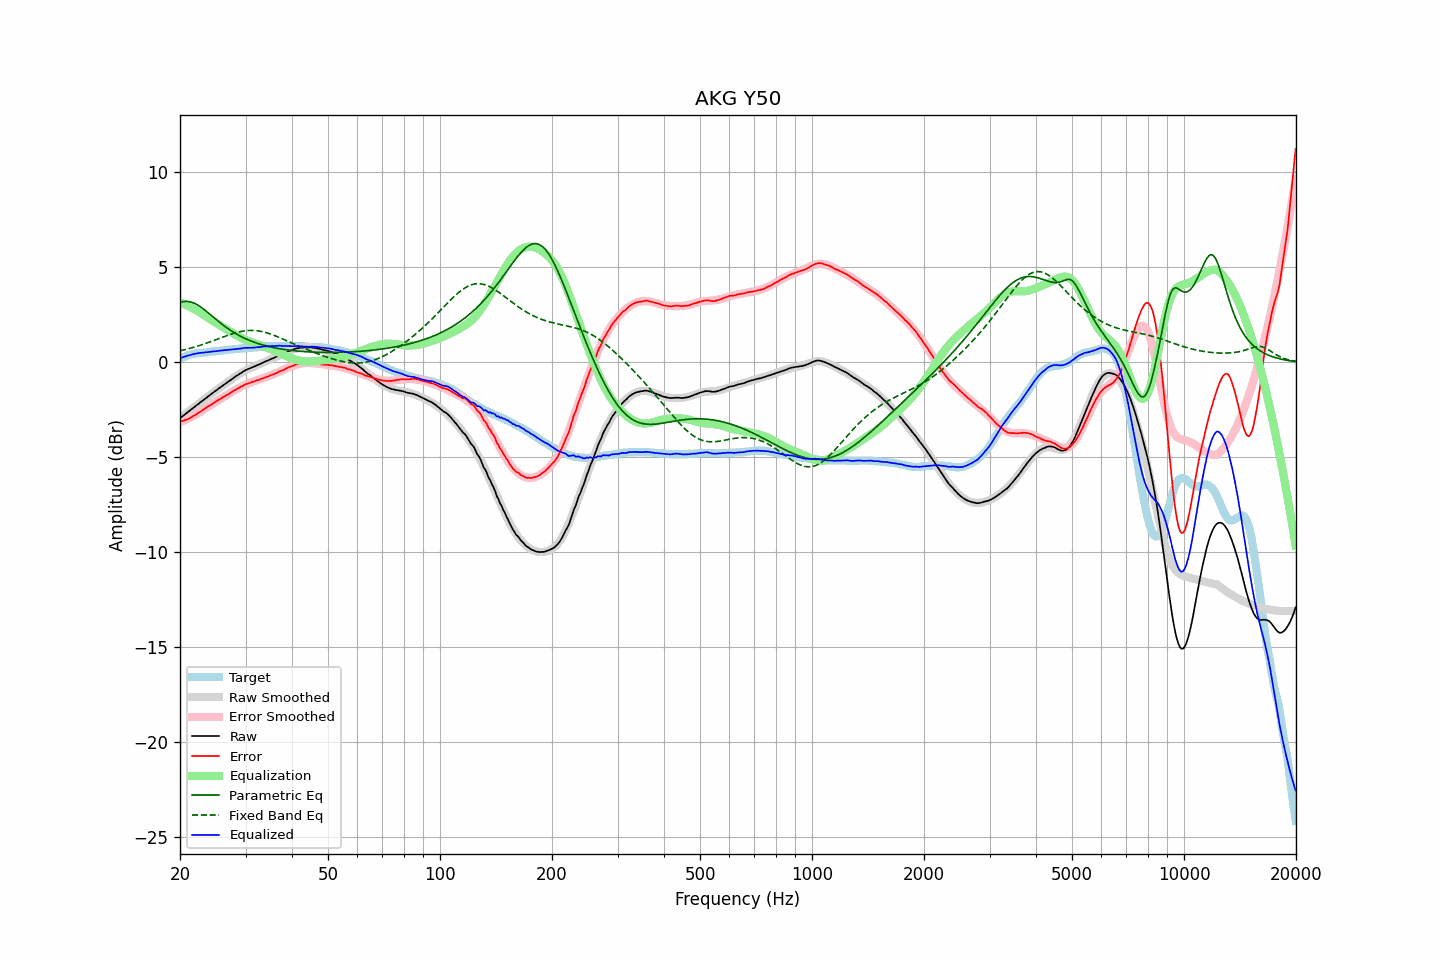 AKG Y50
10
5
0
−5
−10
−15
−20
−25
Amplitude (dBr)
Target
Raw Smoothed
Error Smoothed
Raw
Error
Equalization
Parametric Eq
Fixed Band Eq
Equalized
20 50 100 200 500 1000 2000 5000 10000 20000
Frequency (Hz)